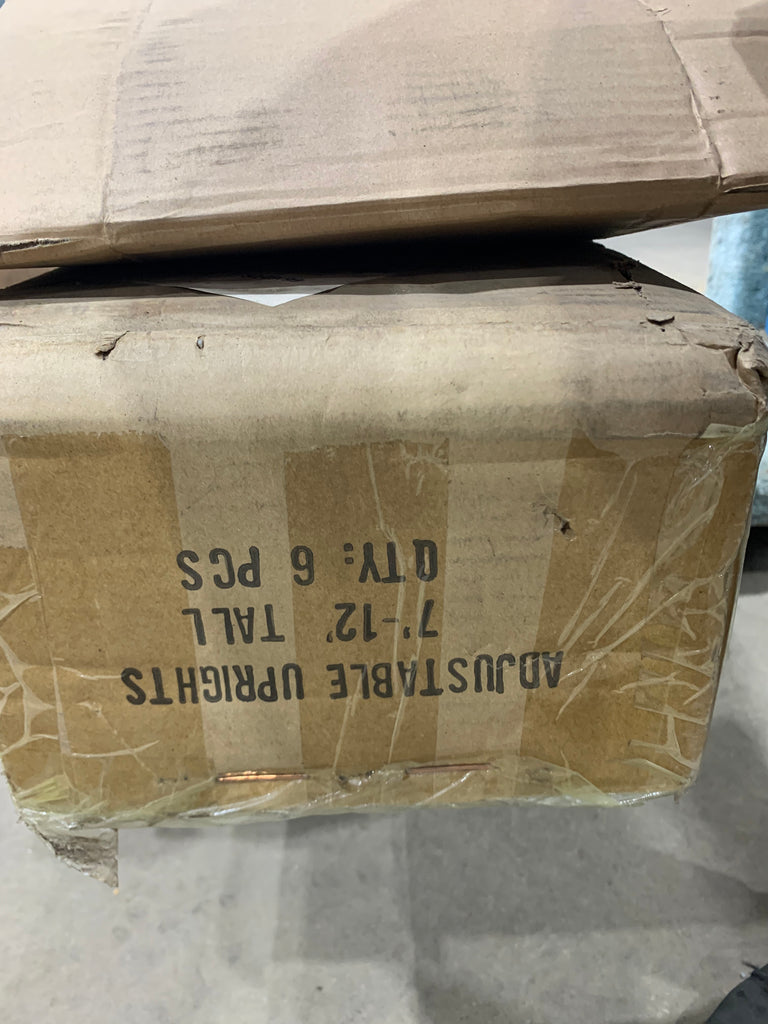 ADJUSTABLE UPRIGHTS
7'-12' TALL
QTY: 6 PCS